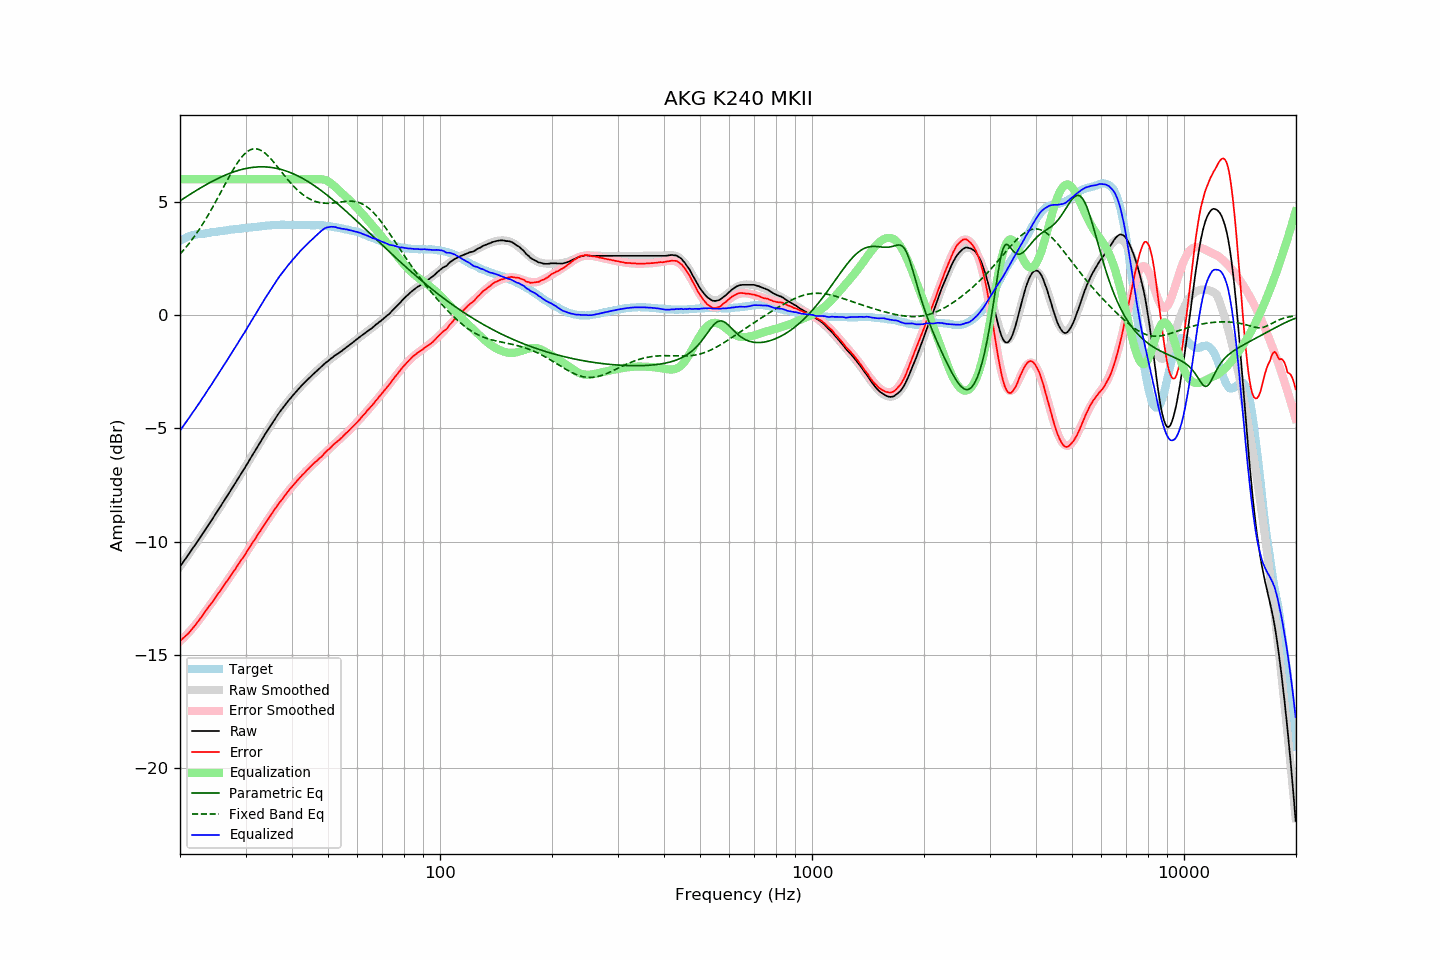 AKG K240 MKII
5
0
−5
−10
−15
−20
Amplitude (dBr)
Target
Raw Smoothed
Error Smoothed
Raw
Error
Equalization
Parametric Eq
Fixed Band Eq
Equalized
100 1000 10000
Frequency (Hz)